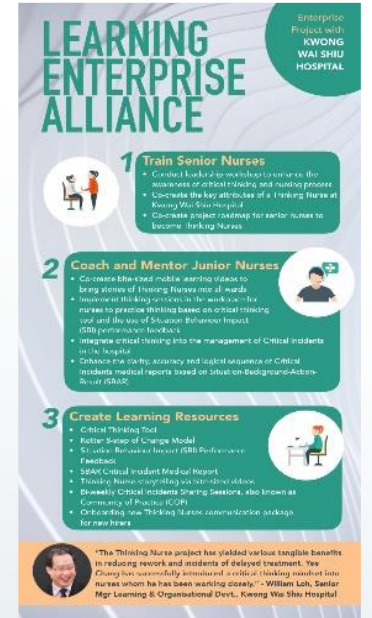 LEARNING
ENTERPRISE
ALLIANCE
Enterprise
Project with
KWONG
WAI SHIU
HOSPITAL
1 Train Senior Nurses
• Conduct leadership workshop to enhance the
awareness of critical thinking and nursing process
• Co-create the key attributes of a Thinking Nurse at
Kwong Wai Shiu Hospital
• Co-create project roadmap for senior nurses to
become Thinking Nurses
2 Coach and Mentor Junior Nurses
• Co-create bite-sized mobile learning videos to
bring stories of Thinking Nurses into all wards
• Implement thinking sessions in the workplace for
nurses to practice thinking based on critical thinking
tool and the use of Situation Behaviour Impact
(SBI) performance feedback
• Integrate critical thinking into the management of Critical Incidents
in the hospital
• Enhance the clarity, accuracy and logical sequence of Critical
Incidents medical reports based on Situation-Background-Action-
Result (SBAR)
3 Create Learning Resources
• Critical Thinking Tool
• Kotter 8-step of Change Model
• Situation Behaviour Impact (SBI) Performance
Feedback
• SBAR Critical Incident Medical Report
• Thinking Nurse storytelling via bite-sized videos
• Bi-weekly Critical Incidents Sharing Sessions, also known as
Community of Practice (COP)
• Onboarding new Thinking Nurses communication package
for new hirers
"The Thinking Nurse project has yielded various tangible benefits
in reducing rework and incidents of delayed treatment. Yee
Chang has successfully introduced a critical thinking mindset into
nurses whom he has been working closely." - William Loh, Senior
Mgr Learning & Organisational Devt., Kwong Wai Shiu Hospital